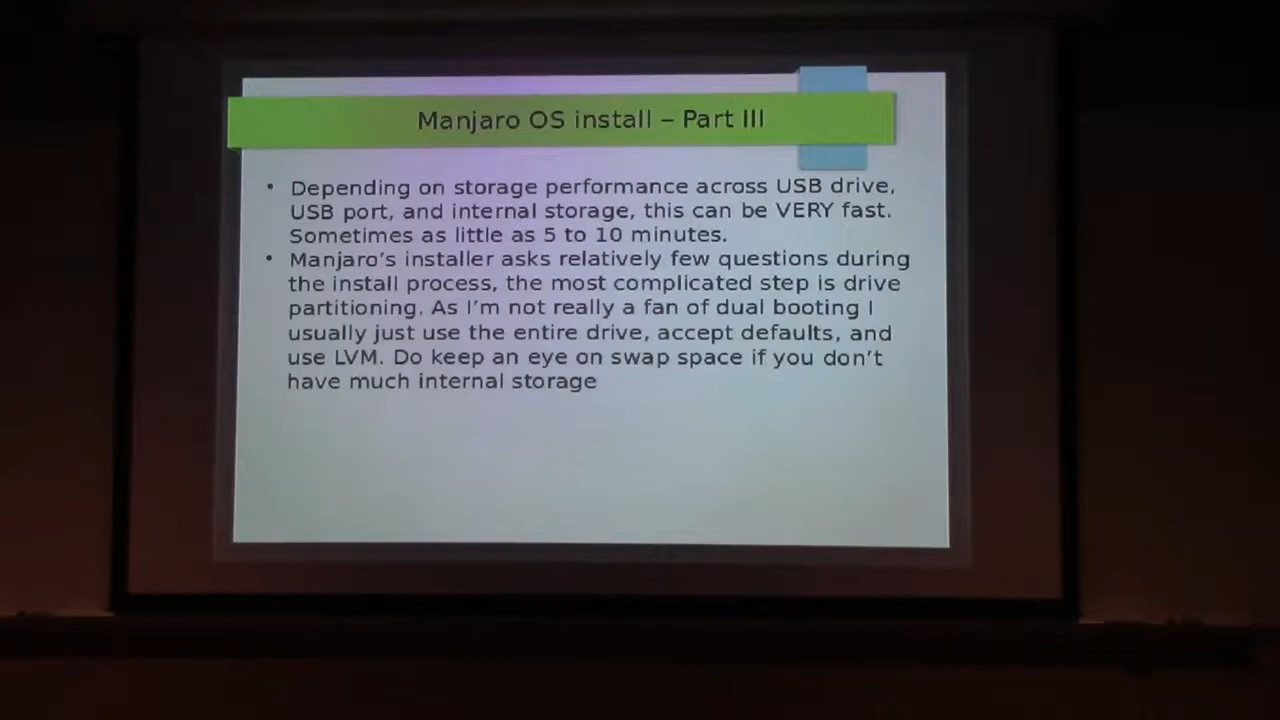 Manjaro OS install – Part III
• Depending on storage performance across USB drive,
USB port, and internal storage, this can be VERY fast.
Sometimes as little as 5 to 10 minutes.
• Manjaro’s installer asks relatively few questions during
the install process, the most complicated step is drive
partitioning. As I’m not really a fan of dual booting I
usually just use the entire drive, accept defaults, and
use LVM. Do keep an eye on swap space if you don’t
have much internal storage